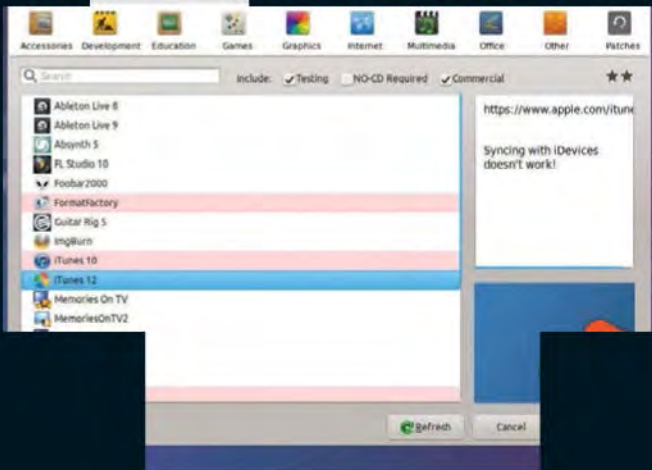 Accessories Development Education Games Graphics Internet Multimedia Office Other Patches
Search Include: Testing NO-CD Required Commercial
Ableton Live 8
Ableton Live 9
Absynth 5
FL Studio 10
Foobar2000
FormatFactory
Guitar Rig 5
ImgBurn
iTunes 10
iTunes 12
Memories On TV
MemoriesOnTV2
https://www.apple.com/itune
Syncing with iDevices
doesn't work!
Refresh Cancel